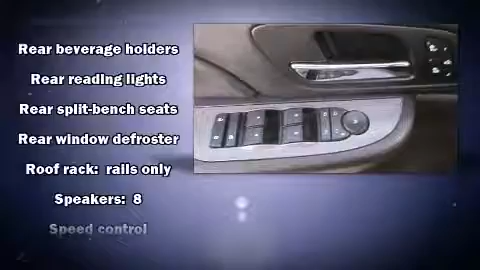 Rear beverage holders
Rear reading lights
Rear split-bench seats
Rear window defroster
Roof rack: rails only
Speakers: 8
Speed control